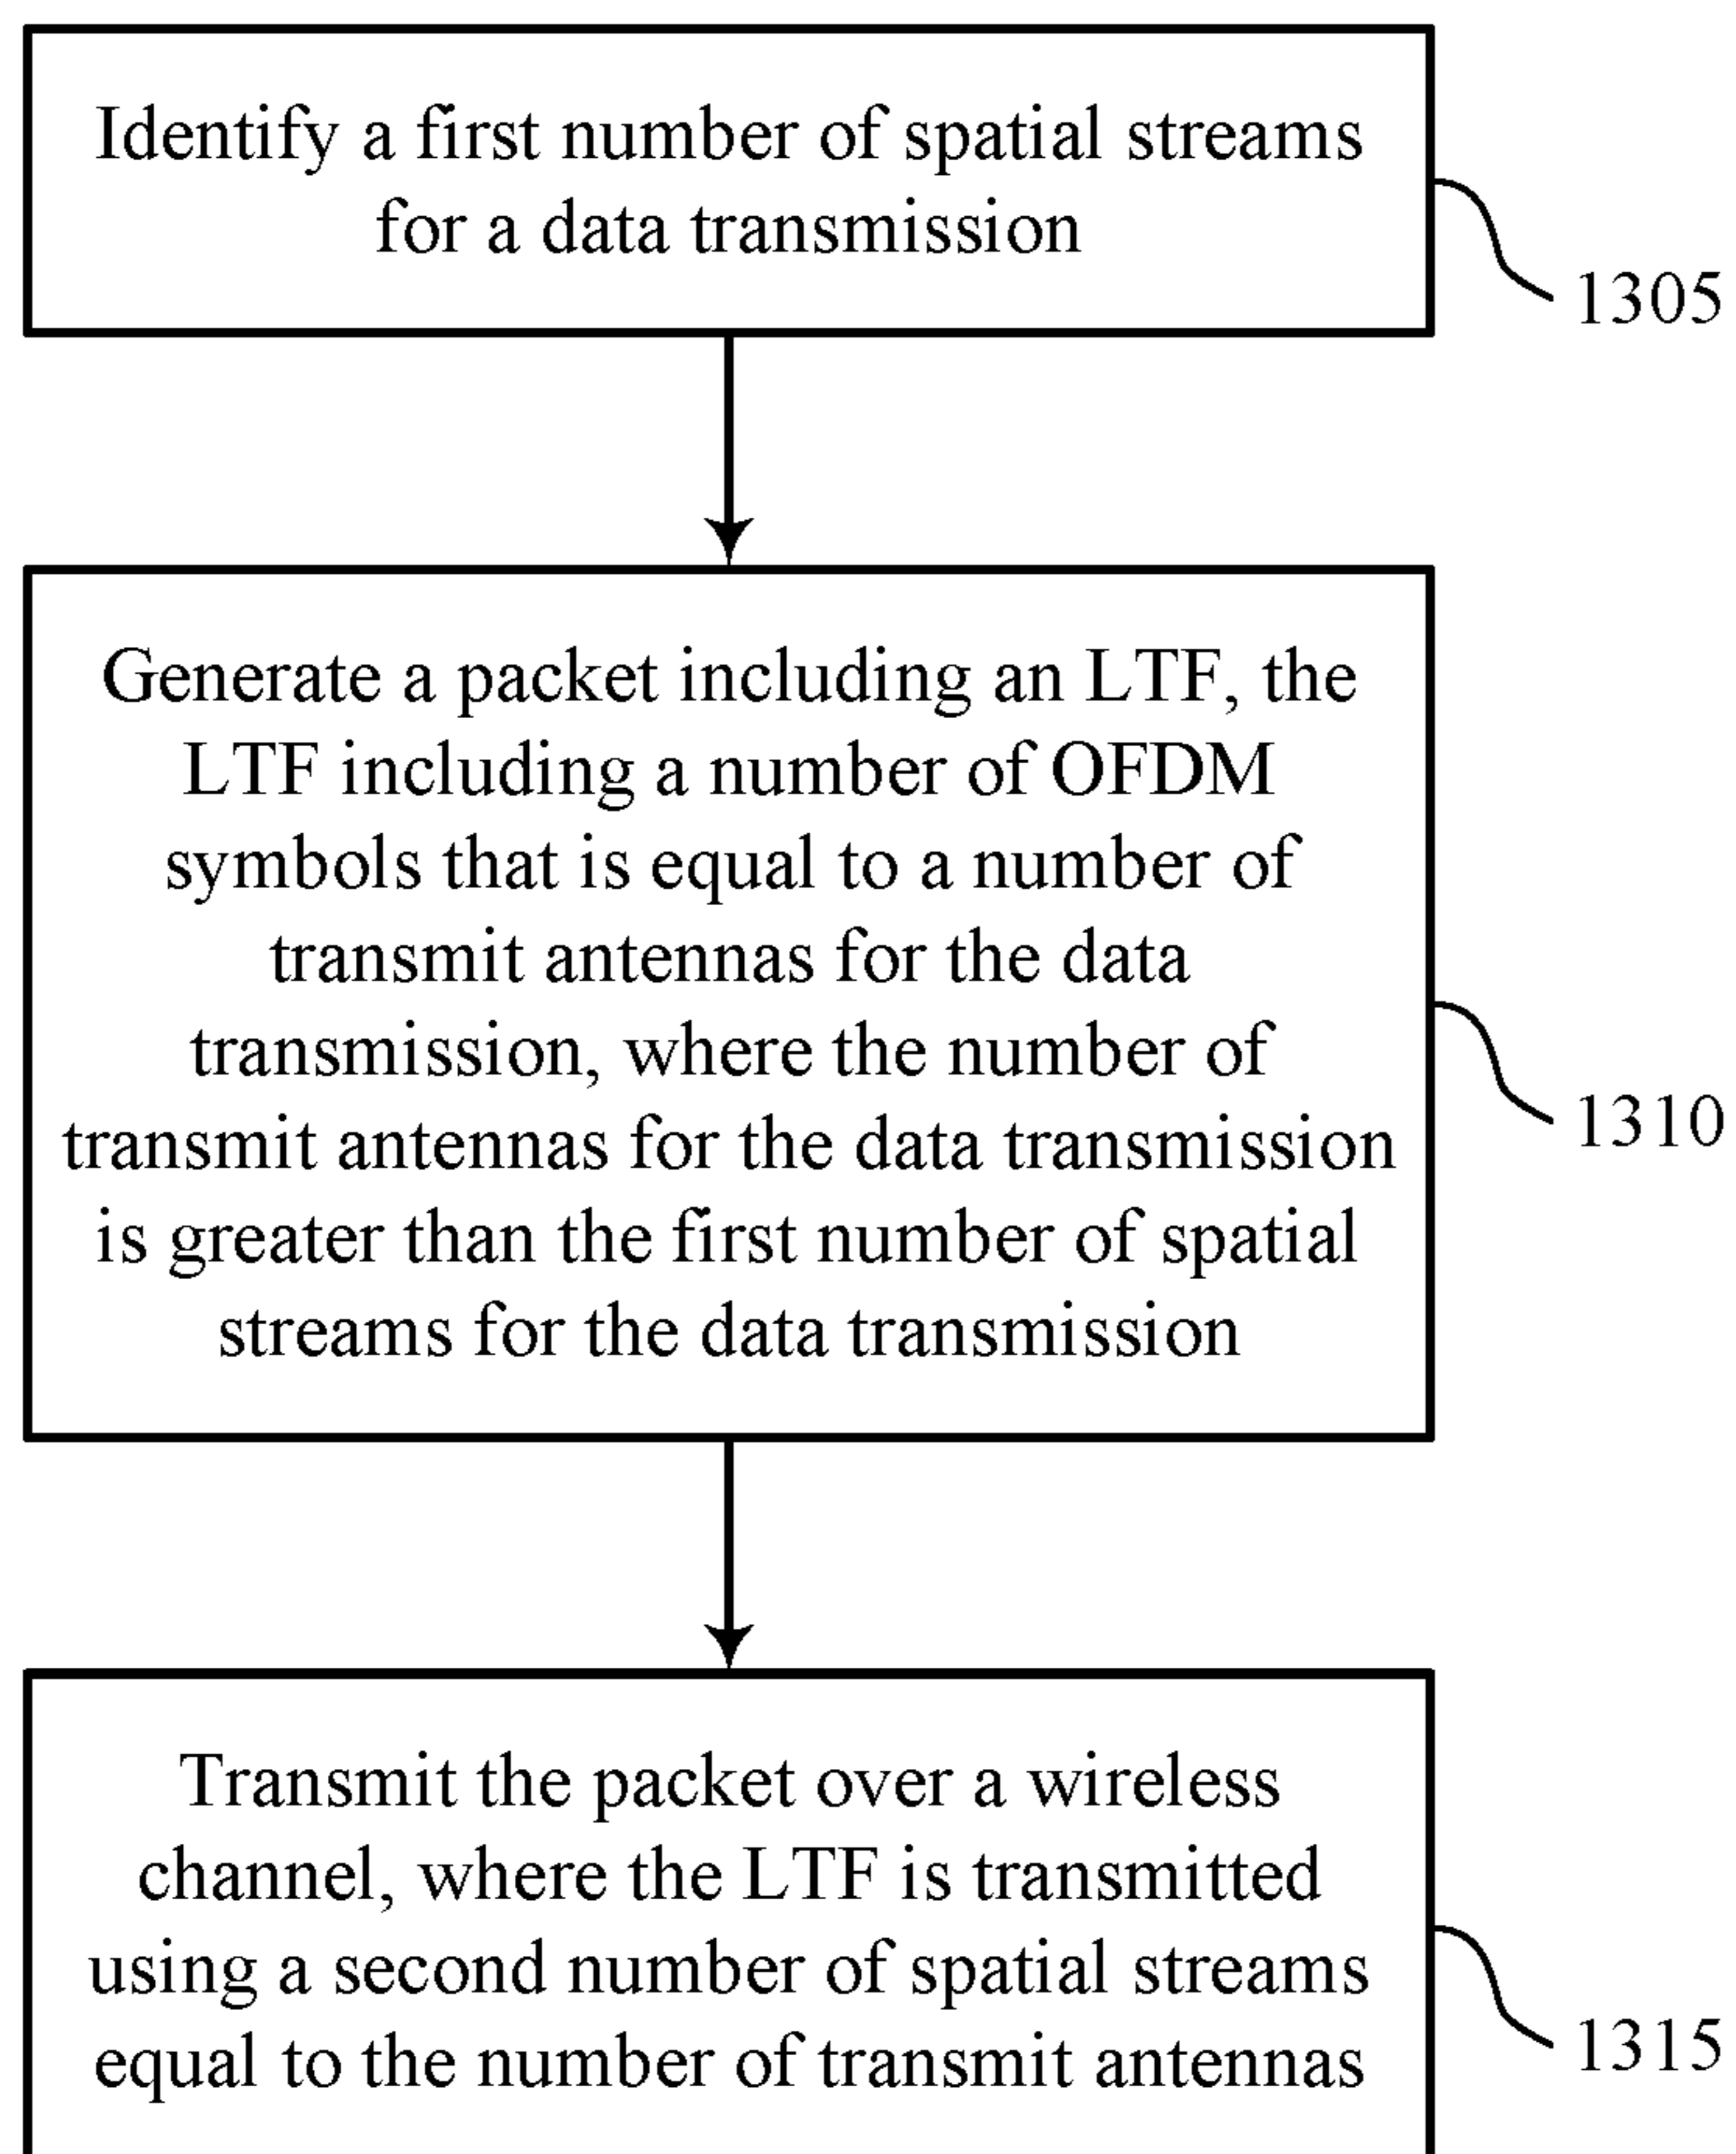 Identify a first number of spatial streams
for a data transmission
1305
Generate a packet including an LTF, the
LTF including a number of OFDM
symbols that is equal to a number of
transmit antennas for the data
transmission, where the number of
transmit antennas for the data transmission
is greater than the first number of spatial
streams for the data transmission
1310
Transmit the packet over a wireless
channel, where the LTF is transmitted
using a second number of spatial streams
equal to the number of transmit antennas
1315